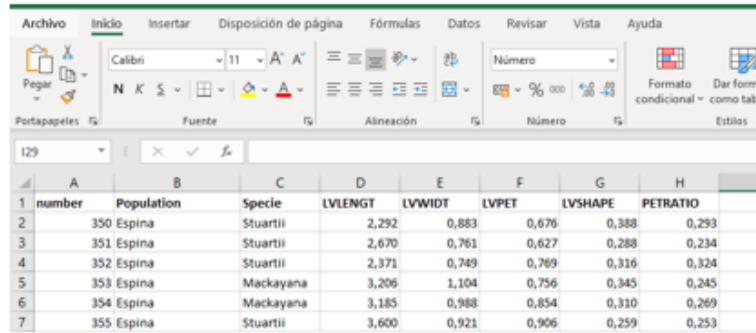 Archivo Inicio Insertar Disposición de página Fórmulas Datos Revisar Vista Ayuda
Calibri 11 A A Número
Pegar N K S A % 000 Formato condicional Dar form como tab
Portapapeles Fuente Alineación Número Estilos
I29 fx
A B C D E F G H
1 number Population Specie LVLENGT LVWIDT LVPET LVSHAPE PETRATIO
2 350 Espina Stuartii 2,292 0,883 0,676 0,388 0,293
3 351 Espina Stuartii 2,670 0,761 0,627 0,288 0,234
4 352 Espina Stuartii 2,371 0,749 0,769 0,316 0,324
5 353 Espina Mackayana 3,206 1,104 0,756 0,345 0,245
6 354 Espina Mackayana 3,185 0,988 0,854 0,310 0,269
7 355 Espina Stuartii 3,600 0,921 0,906 0,259 0,253